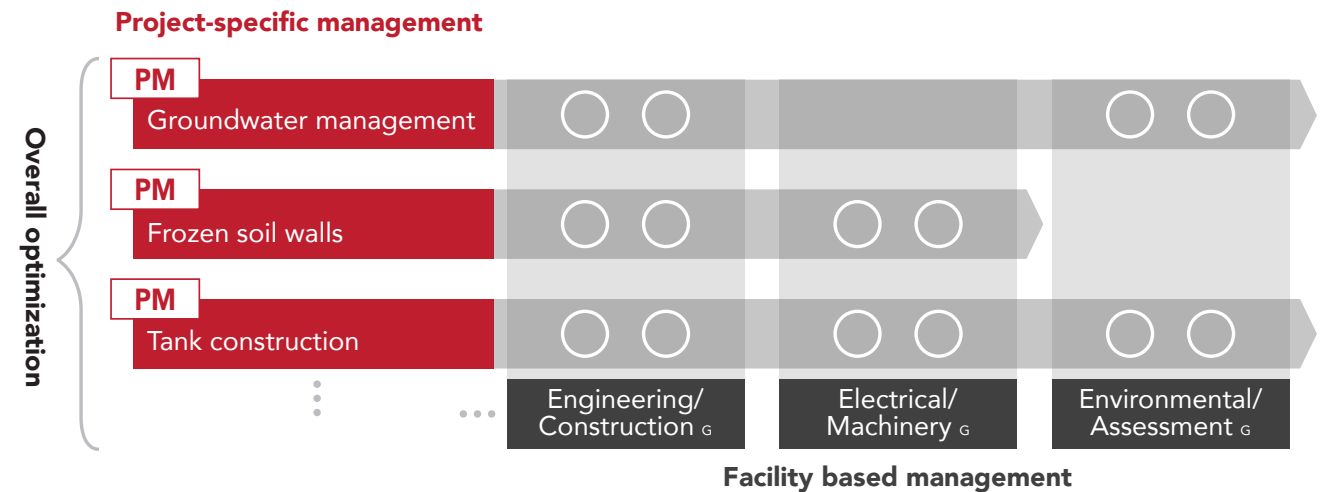 Project-specific management
Overall optimization
PM
Groundwater management
PM
Frozen soil walls
PM
Tank construction
Engineering/
Construction G
Electrical/
Machinery G
Environmental/
Assessment G
Facility based management